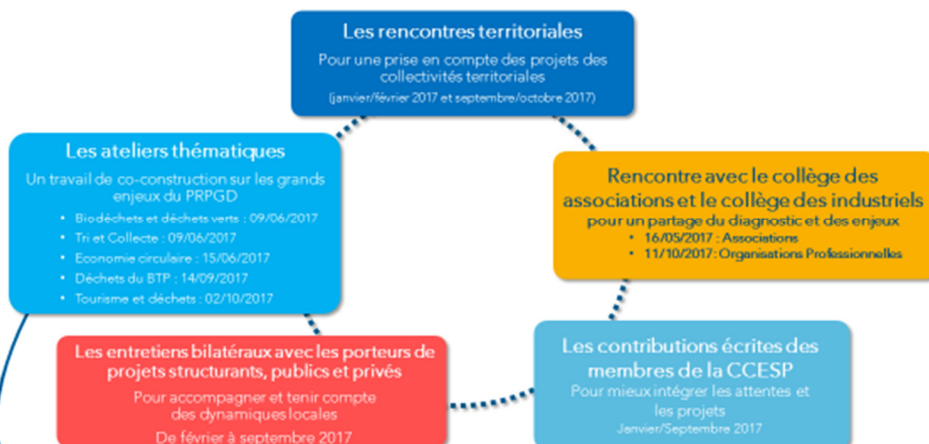 Les rencontres territoriales
Pour une prise en compte des projets des
collectivités territoriales
(janvier/février 2017 et septembre/octobre 2017)
Les ateliers thématiques
Un travail de co-construction sur les grands
enjeux du PRPGD
• Biodéchets et déchets verts : 09/06/2017
• Tri et Collecte : 09/06/2017
• Economie circulaire : 15/06/2017
• Déchets du BTP : 14/09/2017
• Tourisme et déchets : 02/10/2017
Rencontre avec le collège des
associations et le collège des industriels
pour un partage du diagnostic et des enjeux
• 16/05/2017 : Associations
• 11/10/2017: Organisations Professionnelles
Les entretiens bilatéraux avec les porteurs de
projets structurants, publics et privés
Pour accompagner et tenir compte
des dynamiques locales
De février à septembre 2017
Les contributions écrites des
membres de la CCESP
Pour mieux intégrer les attentes et
les projets
Janvier/Septembre 2017